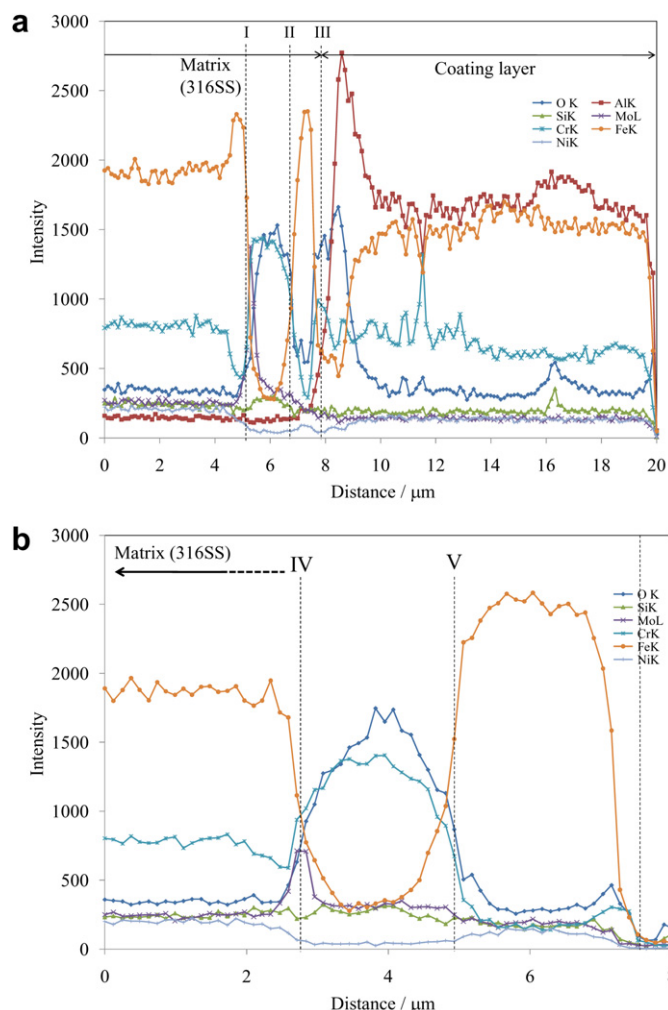 a
3000
2500
2000
1500
1000
500
0
Intensity
I II III
Matrix
(316SS)
Coating layer
O K AlK
SiK MoL
CrK FeK
NiK
0 2 4 6 8 10 12 14 16 18 20
Distance / μm
b
3000
2500
2000
1500
1000
500
0
Intensity
Matrix (316SS)
IV V
O K
SiK
MoL
CrK
FeK
NiK
0 2 4 6 8
Distance / μm